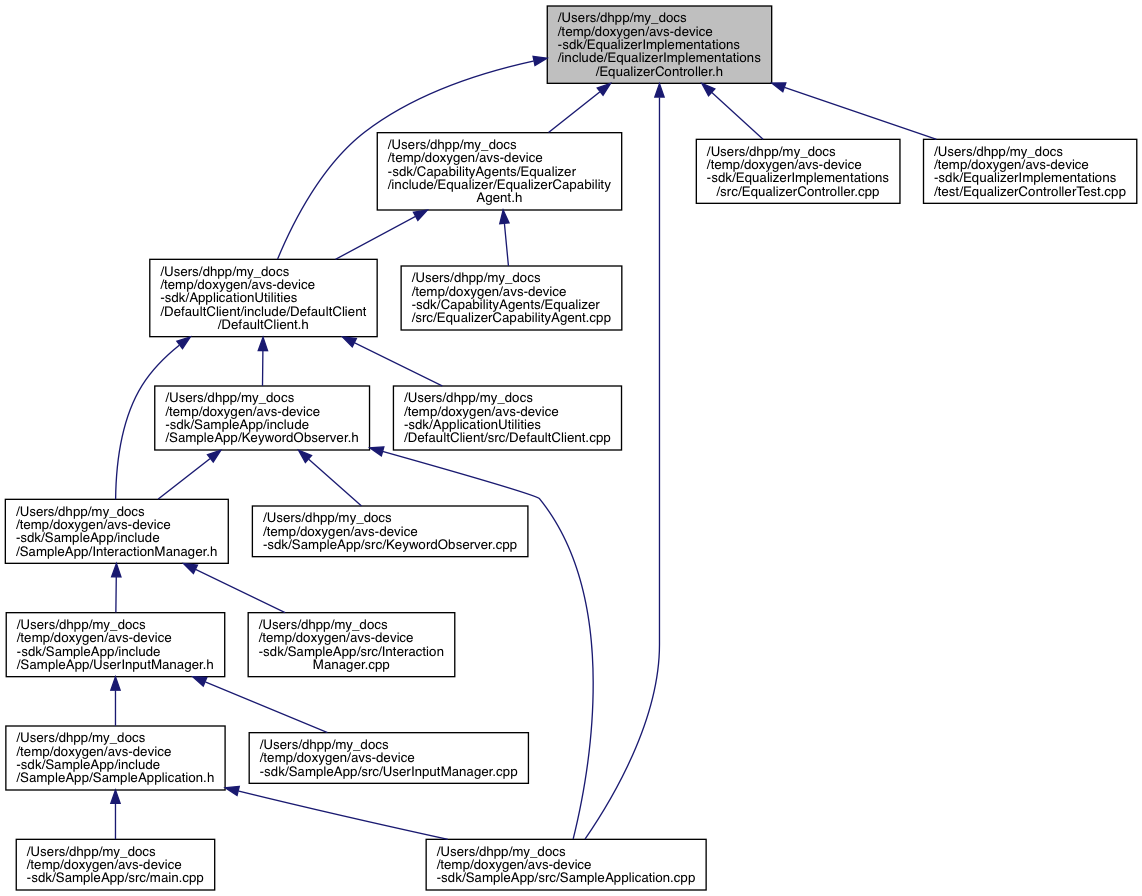 /Users/dhpp/my_docs
/temp/doxygen/avs-device
-sdk/EqualizerImplementations
/include/EqualizerImplementations
/EqualizerController.h
/Users/dhpp/my_docs
/temp/doxygen/avs-device
-sdk/CapabilityAgents/Equalizer
/include/Equalizer/EqualizerCapability
Agent.h
/Users/dhpp/my_docs
/temp/doxygen/avs-device
-sdk/EqualizerImplementations
/src/EqualizerController.cpp
/Users/dhpp/my_docs
/temp/doxygen/avs-device
-sdk/EqualizerImplementations
/test/EqualizerControllerTest.cpp
/Users/dhpp/my_docs
/temp/doxygen/avs-device
-sdk/ApplicationUtilities
/DefaultClient/include/DefaultClient
/DefaultClient.h
/Users/dhpp/my_docs
/temp/doxygen/avs-device
-sdk/CapabilityAgents/Equalizer
/src/EqualizerCapabilityAgent.cpp
/Users/dhpp/my_docs
/temp/doxygen/avs-device
-sdk/SampleApp/include
/SampleApp/KeywordObserver.h
/Users/dhpp/my_docs
/temp/doxygen/avs-device
-sdk/ApplicationUtilities
/DefaultClient/src/DefaultClient.cpp
/Users/dhpp/my_docs
/temp/doxygen/avs-device
-sdk/SampleApp/include
/SampleApp/InteractionManager.h
/Users/dhpp/my_docs
/temp/doxygen/avs-device
-sdk/SampleApp/src/KeywordObserver.cpp
/Users/dhpp/my_docs
/temp/doxygen/avs-device
-sdk/SampleApp/include
/SampleApp/UserInputManager.h
/Users/dhpp/my_docs
/temp/doxygen/avs-device
-sdk/SampleApp/src/Interaction
Manager.cpp
/Users/dhpp/my_docs
/temp/doxygen/avs-device
-sdk/SampleApp/include
/SampleApp/SampleApplication.h
/Users/dhpp/my_docs
/temp/doxygen/avs-device
-sdk/SampleApp/src/UserInputManager.cpp
/Users/dhpp/my_docs
/temp/doxygen/avs-device
-sdk/SampleApp/src/main.cpp
/Users/dhpp/my_docs
/temp/doxygen/avs-device
-sdk/SampleApp/src/SampleApplication.cpp